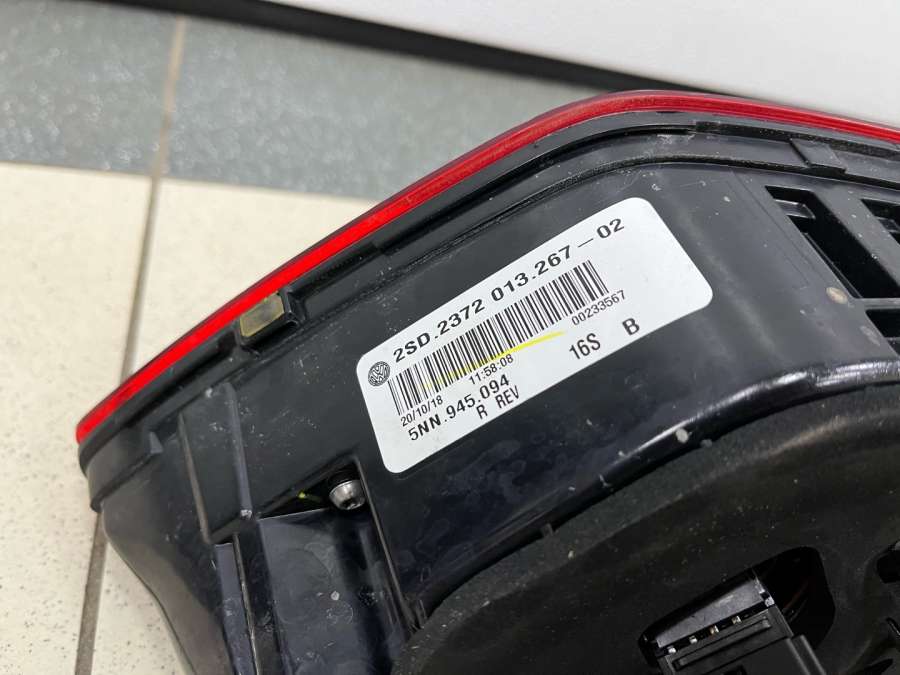 2SD.2372 013.267-02
00233567
20/10/18 11:58:08
16S B
5NN.945.094
R REV